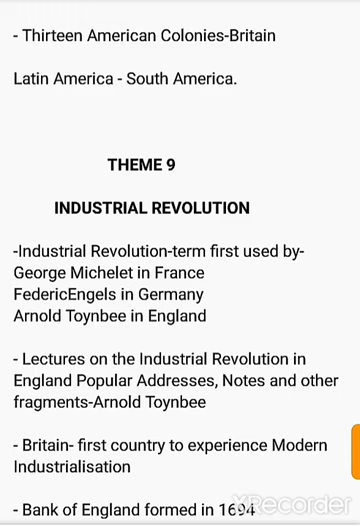 - Thirteen American Colonies-Britain
Latin America - South America.
THEME 9
INDUSTRIAL REVOLUTION
-Industrial Revolution-term first used by-
George Michelet in France
FedericEngels in Germany
Arnold Toynbee in England
- Lectures on the Industrial Revolution in
England Popular Addresses, Notes and other
fragments-Arnold Toynbee
- Britain- first country to experience Modern
Industrialisation
- Bank of England formed in 1694
XRecorder